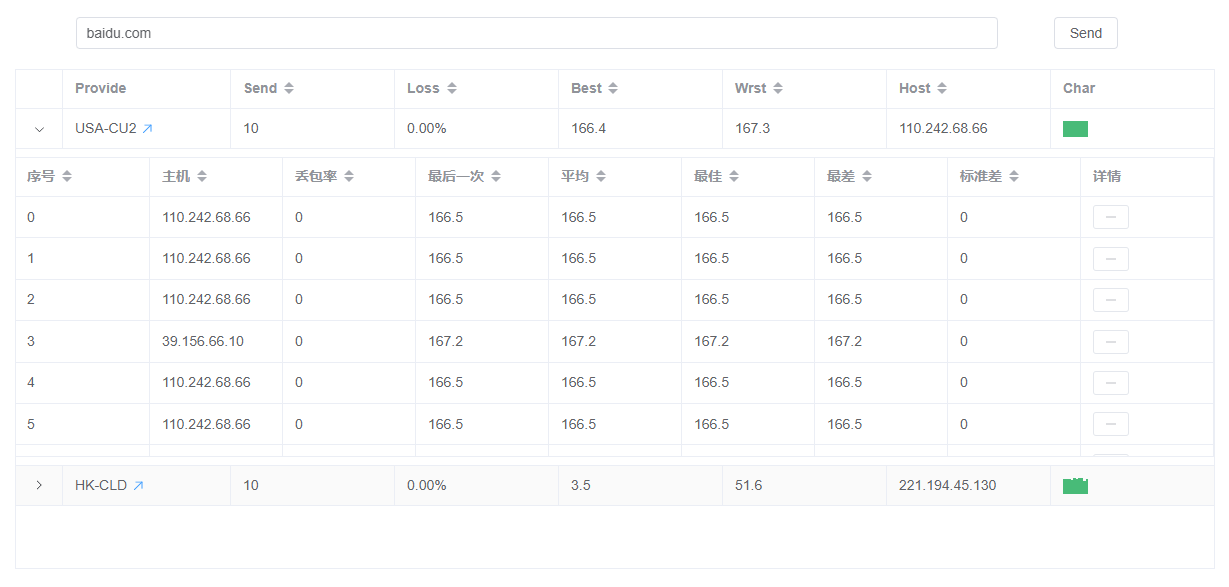 baidu.com Send
Provide Send Loss Best Wrst Host Char
USA-CU2 10 0.00% 166.4 167.3 110.242.68.66
序号 主机 丢包率 最后一次 平均 最佳 最差 标准差 详情
0 110.242.68.66 0 166.5 166.5 166.5 166.5 0
1 110.242.68.66 0 166.5 166.5 166.5 166.5 0
2 110.242.68.66 0 166.5 166.5 166.5 166.5 0
3 39.156.66.10 0 167.2 167.2 167.2 167.2 0
4 110.242.68.66 0 166.5 166.5 166.5 166.5 0
5 110.242.68.66 0 166.5 166.5 166.5 166.5 0
HK-CLD 10 0.00% 3.5 51.6 221.194.45.130